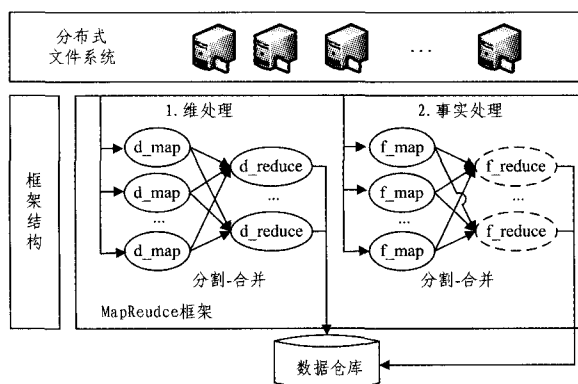 分布式
文件系统
...
框架结构
1.维处理
d_map
d_map
...
d_map
d_reduce
...
d_reduce
分割-合并
2.事实处理
f_map
f_map
...
f_map
f_reduce
...
f_reduce
分割-合并
MapReudce框架
数据仓库